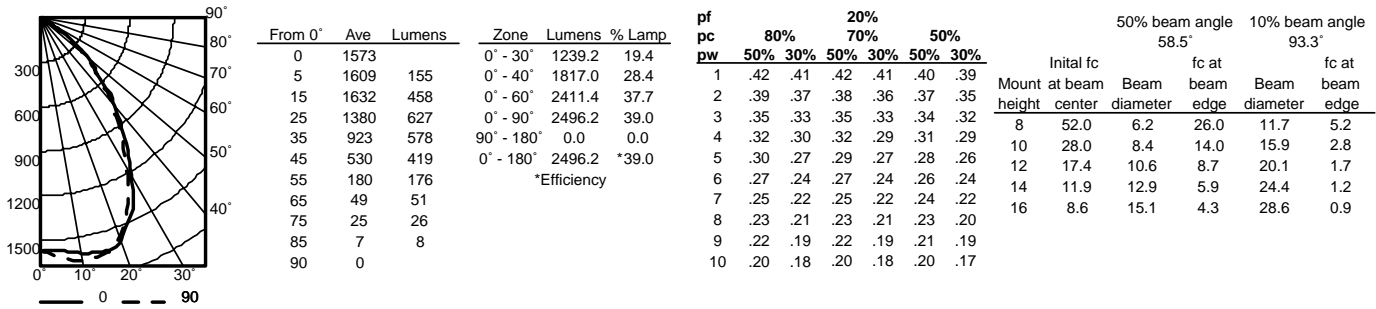 90˚
80˚
70˚
60˚
50˚
40˚
300
600
900
1200
1500
0˚ 10˚ 20˚ 30˚
0 90
From 0˚ Ave Lumens
0 1573
5 1609 155
15 1632 458
25 1380 627
35 923 578
45 530 419
55 180 176
65 49 51
75 25 26
85 7 8
90 0
Zone Lumens % Lamp
0˚ - 30˚ 1239.2 19.4
0˚ - 40˚ 1817.0 28.4
0˚ - 60˚ 2411.4 37.7
0˚ - 90˚ 2496.2 39.0
90˚ - 180˚ 0.0 0.0
0˚ - 180˚ 2496.2 *39.0
*Efficiency
pf 20%
pc 80% 70% 50%
pw 50% 30% 50% 30% 50% 30%
1 .42 .41 .42 .41 .40 .39
2 .39 .37 .38 .36 .37 .35
3 .35 .33 .35 .33 .34 .32
4 .32 .30 .32 .29 .31 .29
5 .30 .27 .29 .27 .28 .26
6 .27 .24 .27 .24 .26 .24
7 .25 .22 .25 .22 .24 .22
8 .23 .21 .23 .21 .23 .20
9 .22 .19 .22 .19 .21 .19
10 .20 .18 .20 .18 .20 .17
50% beam angle 10% beam angle
58.5˚ 93.3˚
Inital fc fc at fc at
Mount at beam Beam beam Beam beam
height center diameter edge diameter edge
8 52.0 6.2 26.0 11.7 5.2
10 28.0 8.4 14.0 15.9 2.8
12 17.4 10.6 8.7 20.1 1.7
14 11.9 12.9 5.9 24.4 1.2
16 8.6 15.1 4.3 28.6 0.9